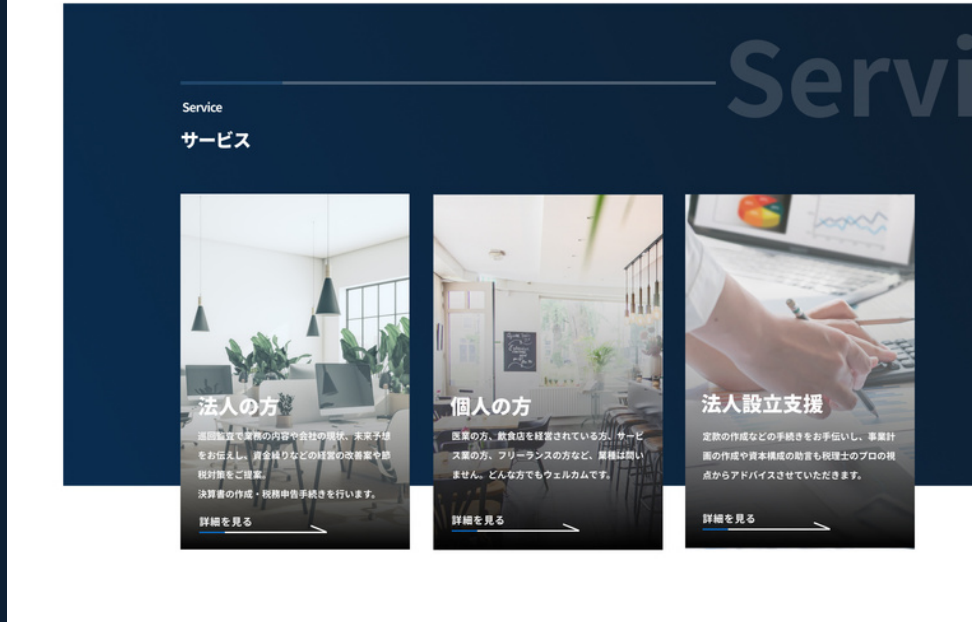 Servi
Service
サービス
法人の方
巡回監査で業務の内容や会社の現状、未来予想
をお伝えし、資金繰りなどの経営の改善案や節
税対策をご提案。
決算書の作成・税務申告手続きを行います。
詳細を見る
個人の方
医業の方、飲食店を経営されている方、サービ
ス業の方、フリーランスの方など、業種は問い
ません。どんな方でもウェルカムです。
詳細を見る
法人設立支援
定款の作成などの手続きをお手伝いし、事業計
画の作成や資本構成の助言も税理士のプロの視
点からアドバイスさせていただきます。
詳細を見る